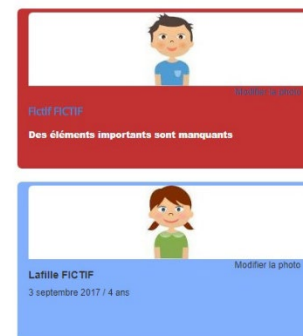 Modifier la photo
Fictif FICTIF
Des éléments importants sont manquants
Modifier la photo
Lafille FICTIF
3 septembre 2017 / 4 ans